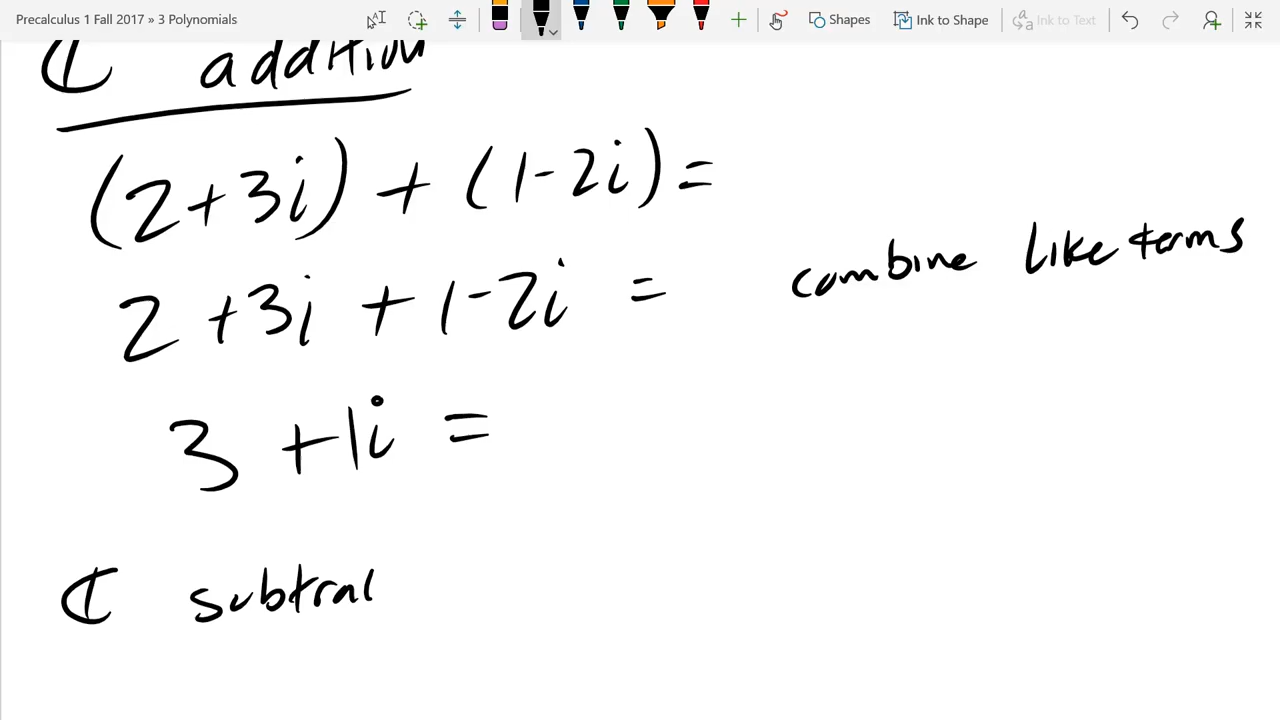 Precalculus 1 Fall 2017 » 3 Polynomials
Shapes
Ink to Shape
Ink to Text
ℂ addition
(2+3i) + (1-2i) =
combine like terms
2 +3i + 1-2i =
3 +1i =
ℂ subtrac